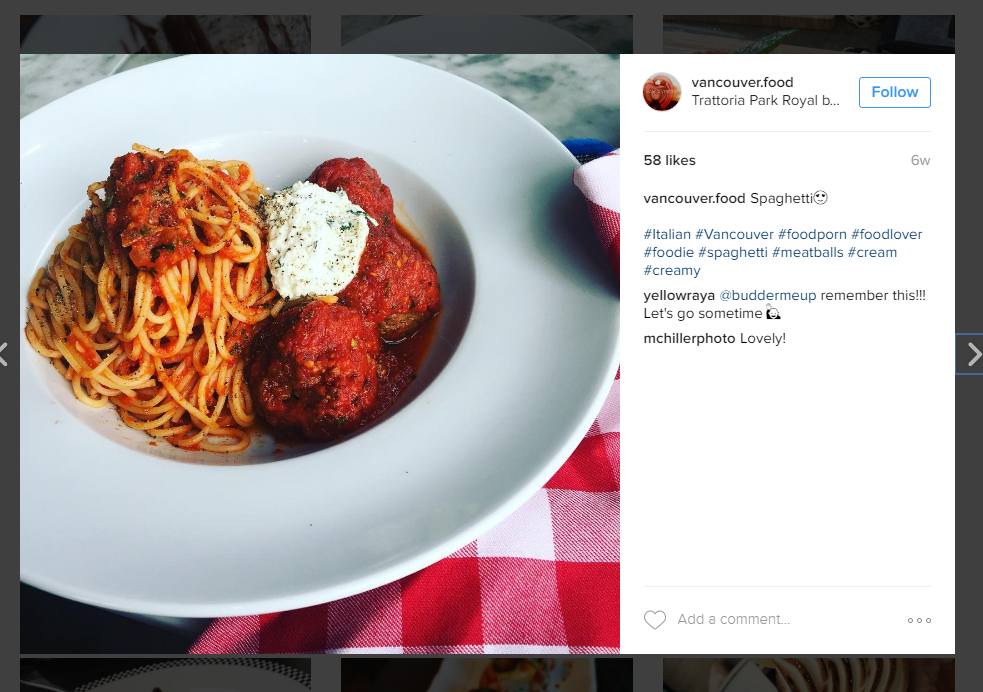 vancouver.food
Trattoria Park Royal b...
Follow
58 likes
6w
vancouver.food Spaghetti
#Italian #Vancouver #foodporn #foodlover
#foodie #spaghetti #meatballs #cream
#creamy
yellowraya @buddermeup remember this!!!
Let's go sometime
mchillerphoto Lovely!
Add a comment...